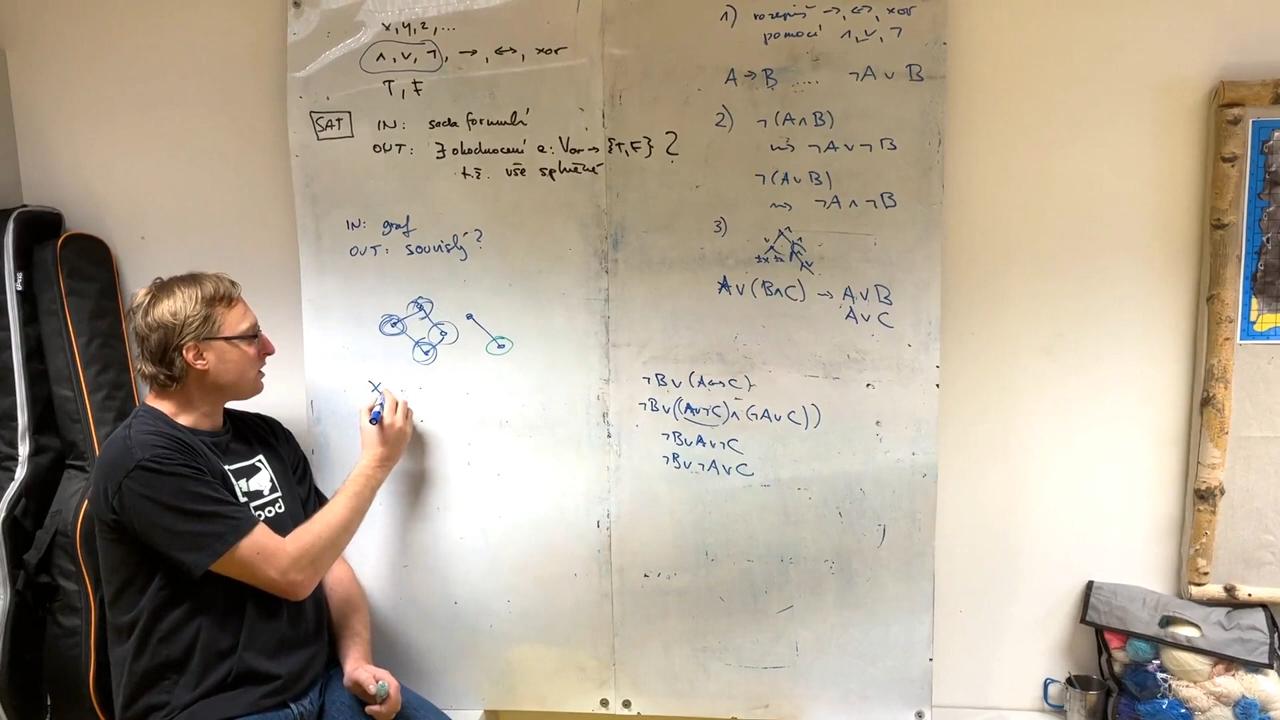 x, y, z, ...
∧, ∨, ¬, →, ↔, xor
T, F
SAT
IN: sada formulí
OUT: ∃ ohodnocení e: Var → {T, F} ?
t.ž. vše splněné
IN: graf
OUT: souvislý?
x
1) rozepiš →, ↔, xor
pomocí ∧, ∨, ¬
A → B ..... ¬A ∨ B
2) ¬(A ∧ B)
⇝ ¬A ∨ ¬B
¬(A ∨ B)
⇝ ¬A ∧ ¬B
3)
A ∨ (B ∧ C) → A ∨ B
A ∨ C
¬B ∨ (A ↔ C)
¬B ∨ ((A ∨ ¬C) ∧ (¬A ∨ C))
¬B ∨ A ∨ ¬C
¬B ∨ ¬A ∨ C